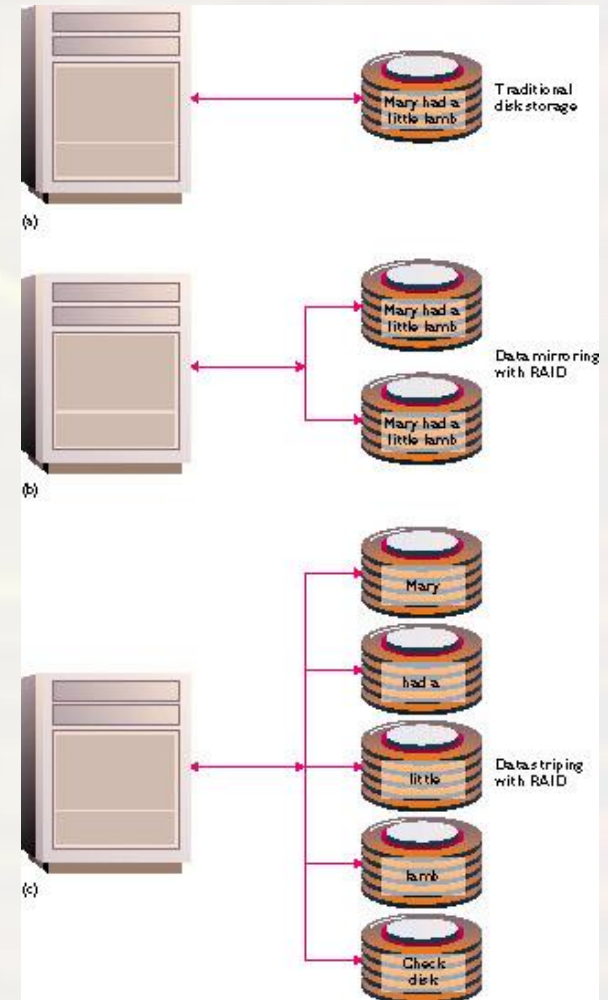 Mary had a
little lamb
Traditional
disk storage
(a)
Mary had a
little lamb
Data mirroring
with RAID
Mary had a
little lamb
(b)
Mary
had a
little
Data striping
with RAID
lamb
(c)
Check
disk